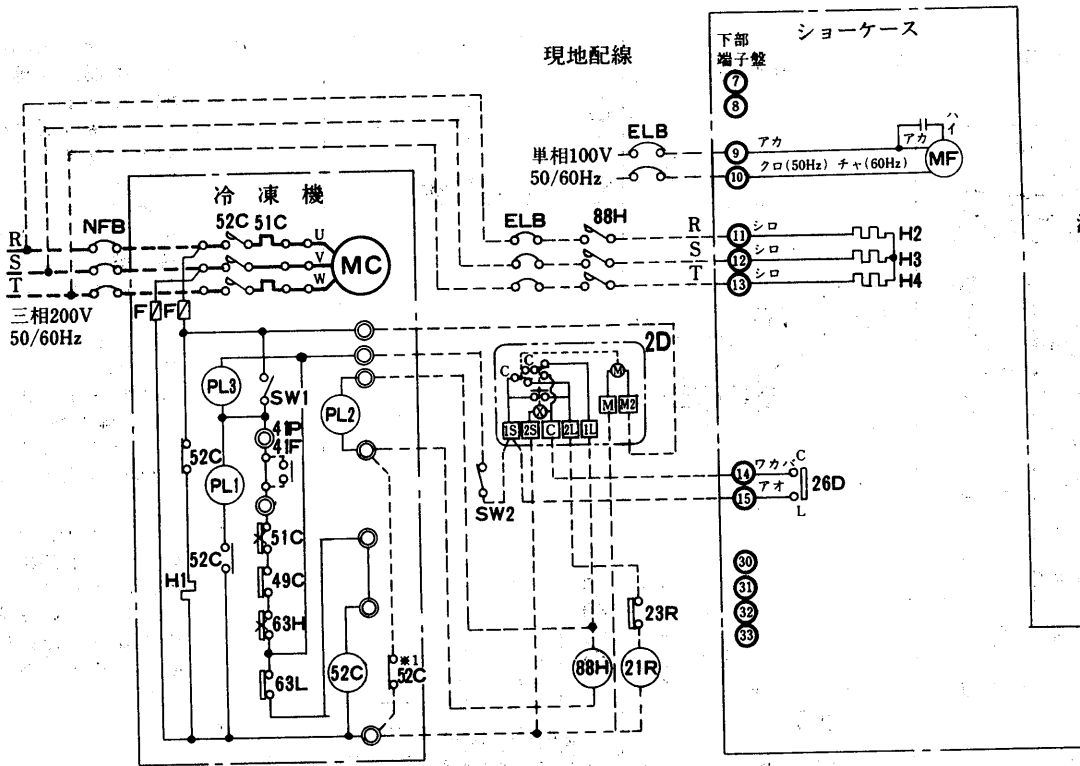 ショーケース
現地配線
下部
端子盤
7
8
ELB
単相100V
50/60Hz
9
アカ
アカ
ハイ
MF
10
クロ(50Hz) チャ(60Hz)
冷凍機
NFB
52C
51C
U
V
W
MC
R
S
T
三相200V
50/60Hz
F
F
ELB
88H
R
S
T
11
シロ
H2
12
シロ
H3
13
シロ
H4
2D
C
C
M
X
M
M2
1S
2S
C
2L
1L
PL3
SW1
PL2
41P
41F
52C
PL1
51C
52C
H1
49C
63H
63L
52C
※1
52C
SW2
14
ワカバ
C
15
アオ
L
26D
23R
88H
21R
30
31
32
33